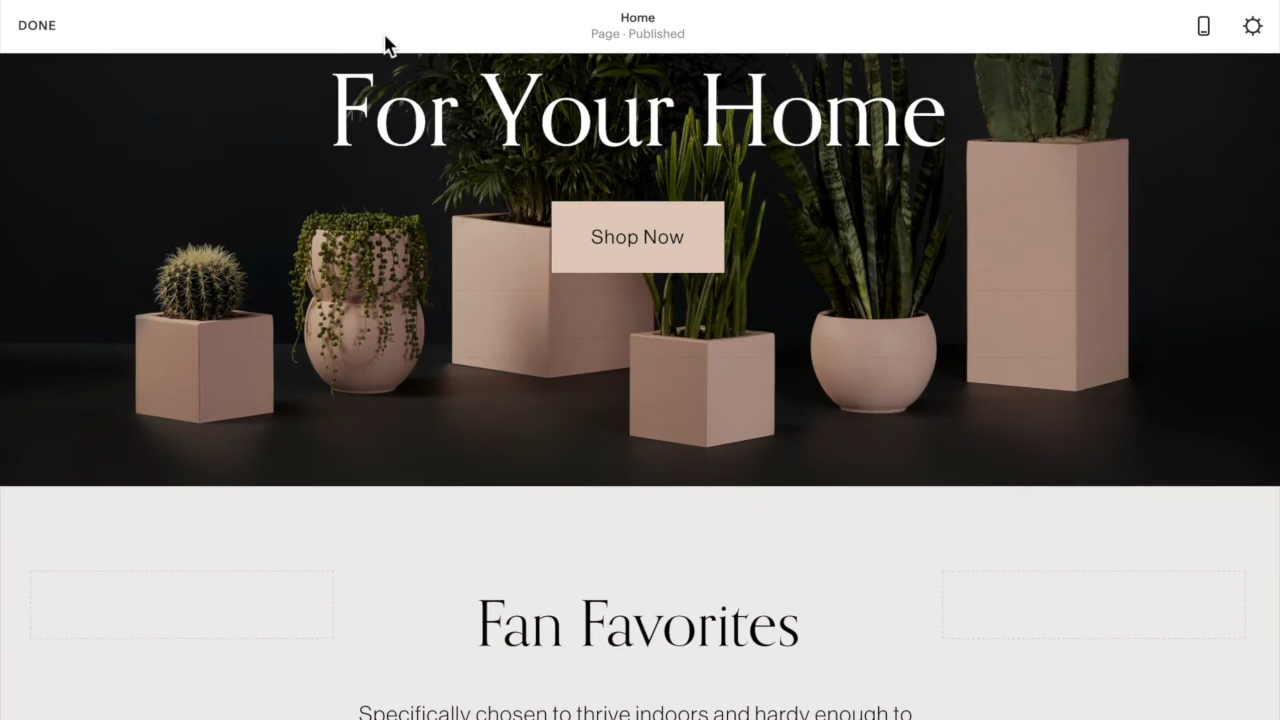 DONE
Home
Page · Published
For Your Home
Shop Now
Fan Favorites
Specifically chosen to thrive indoors and hardy enough to